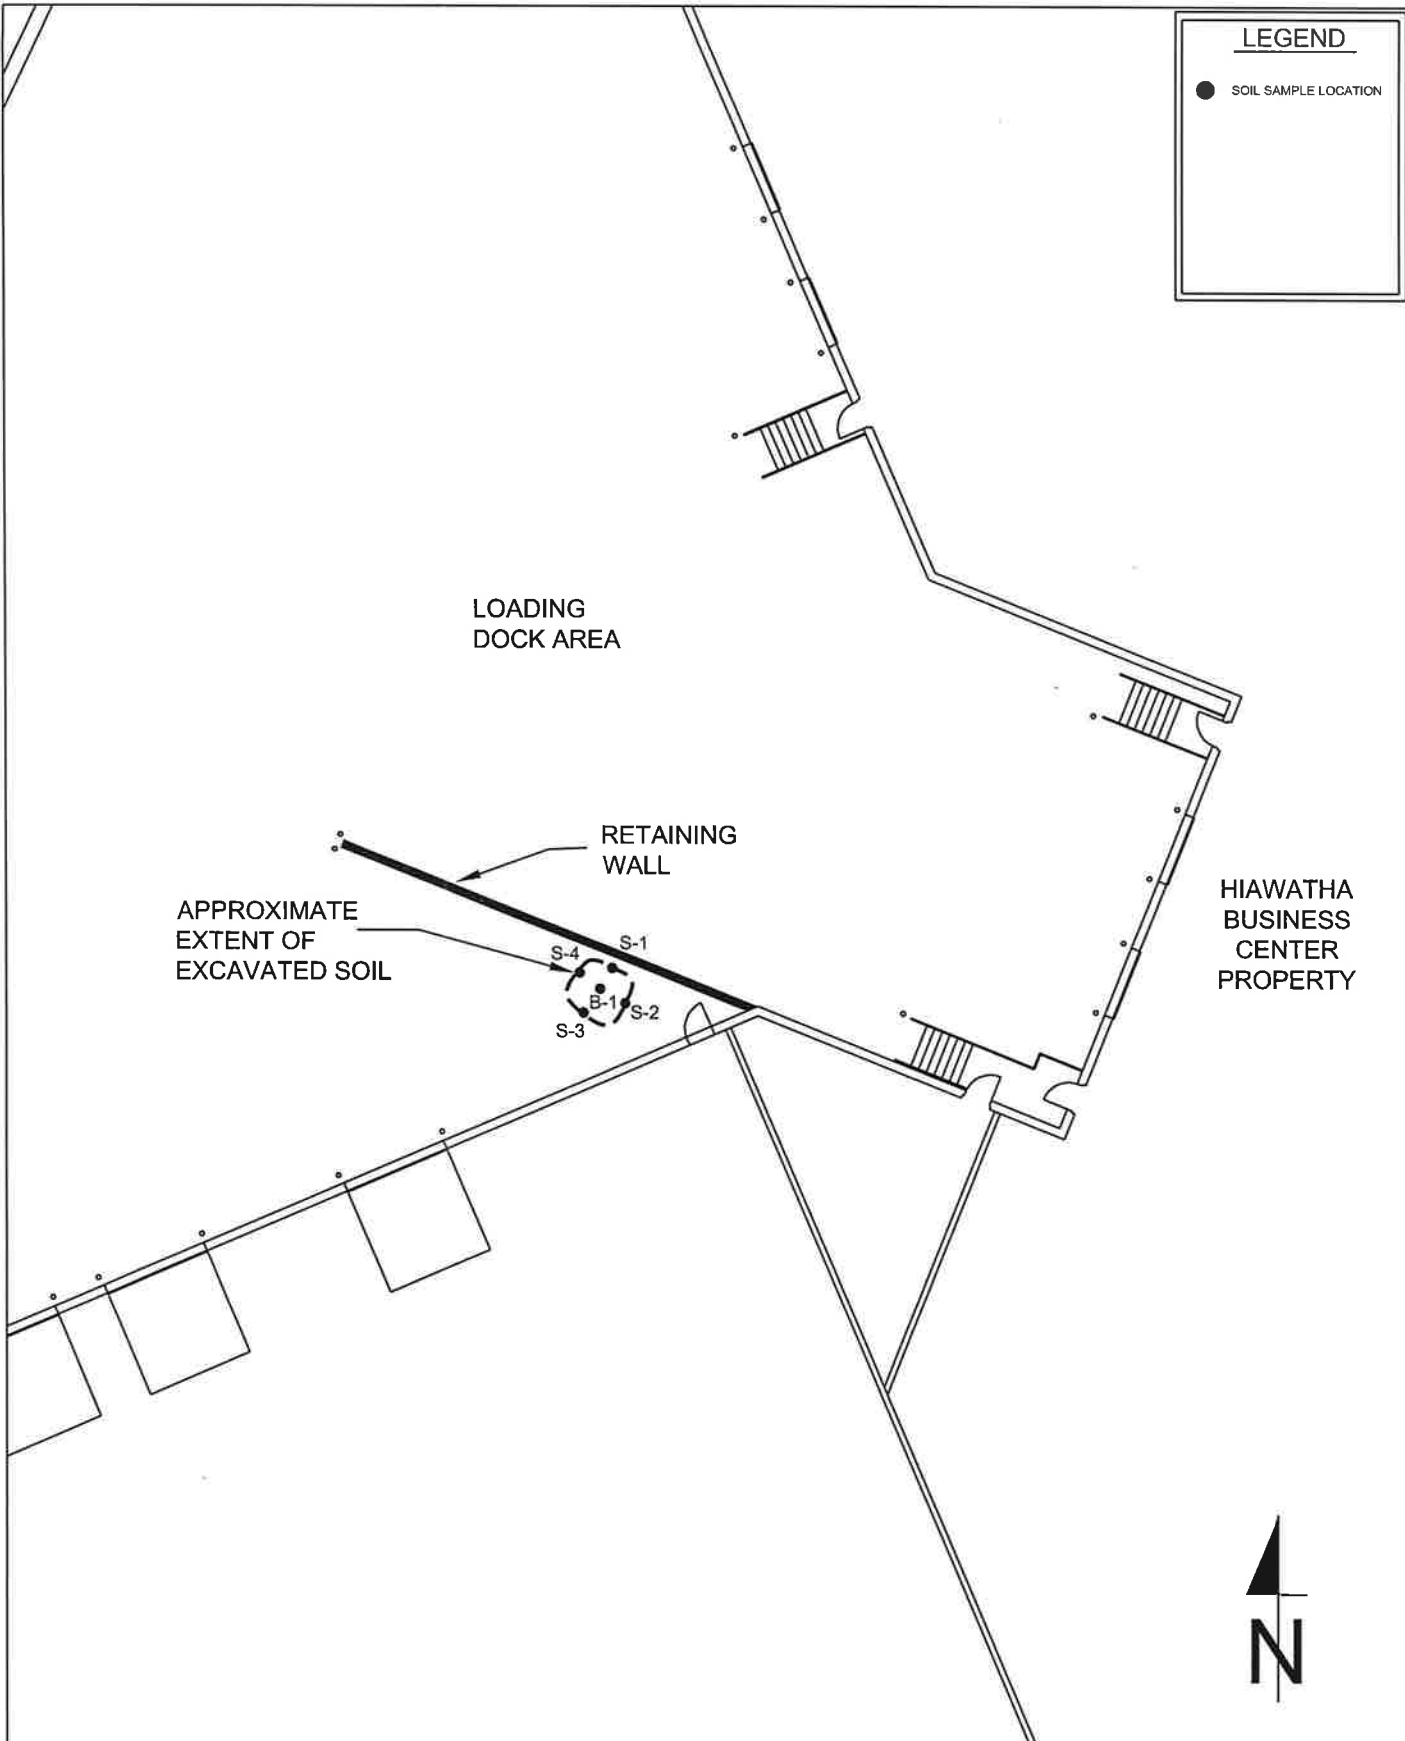 LEGEND
SOIL SAMPLE LOCATION
LOADING
DOCK AREA
RETAINING
WALL
APPROXIMATE
EXTENT OF
EXCAVATED SOIL
S-1
S-4
B-1
S-2
S-3
HIAWATHA
BUSINESS
CENTER
PROPERTY
N